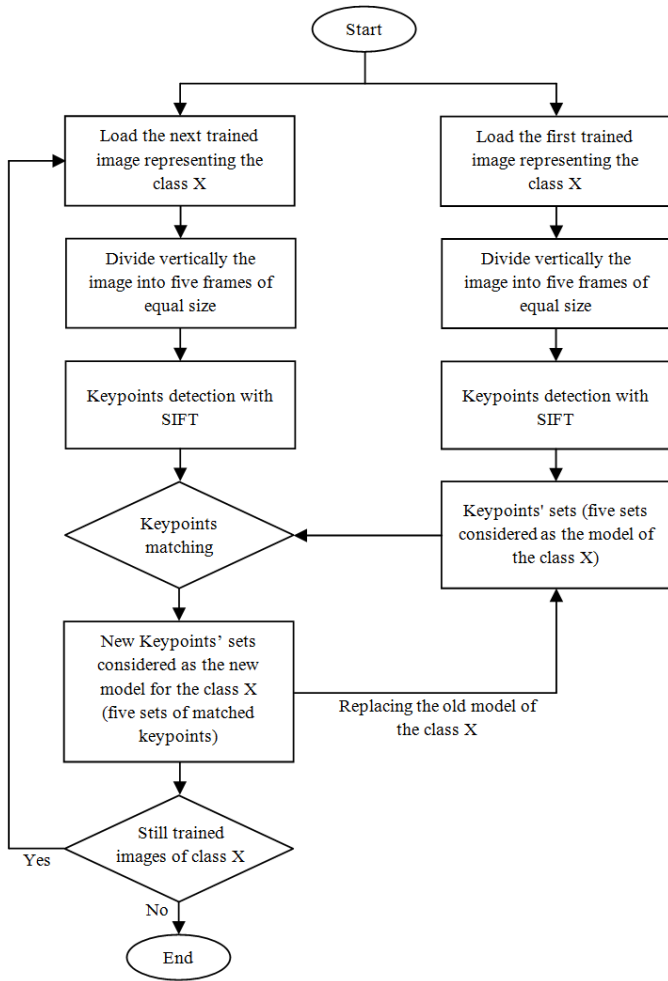 Start
Load the next trained
image representing the
class X
Load the first trained
image representing the
class X
Divide vertically the
image into five frames of
equal size
Divide vertically the
image into five frames of
equal size
Keypoints detection with
SIFT
Keypoints detection with
SIFT
Keypoints
matching
Keypoints' sets (five sets
considered as the model of
the class X)
New Keypoints’ sets
considered as the new
model for the class X
(five sets of matched
keypoints)
Replacing the old model of
the class X
Still trained
images of class X
Yes
No
End